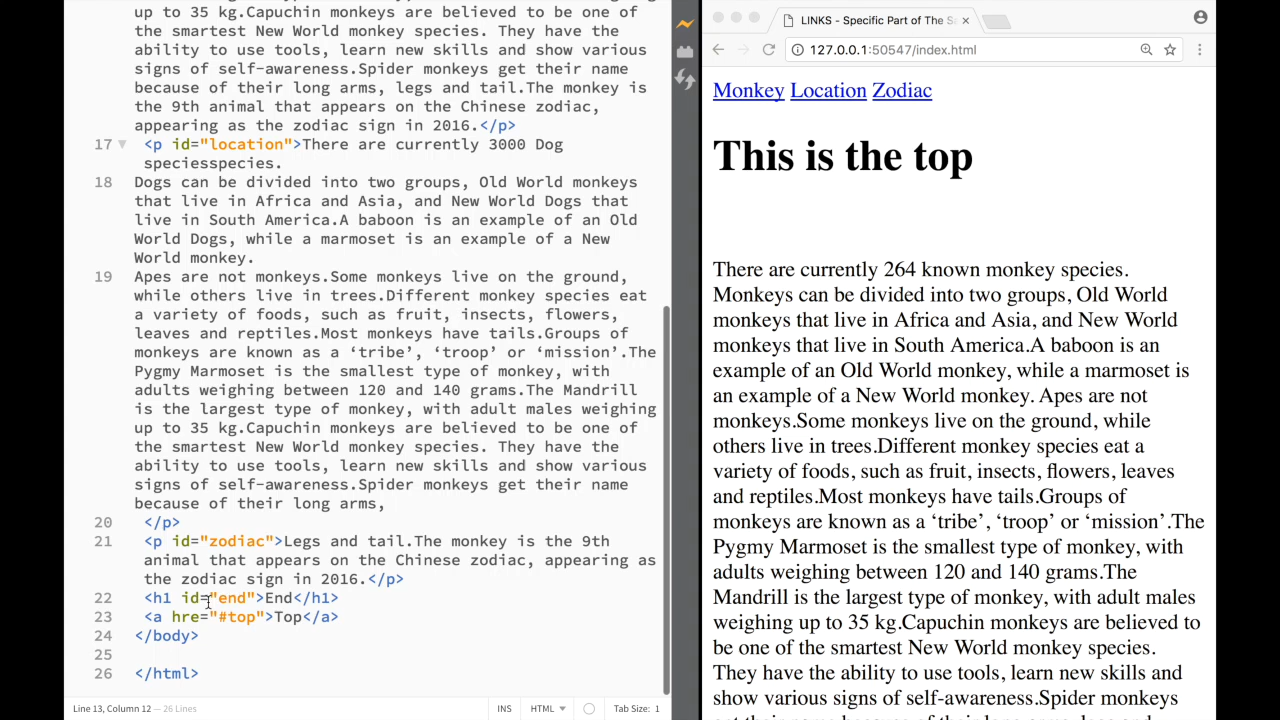 up to 35 kg.Capuchin monkeys are believed to be one of
the smartest New World monkey species. They have the
ability to use tools, learn new skills and show various
signs of self-awareness.Spider monkeys get their name
because of their long arms, legs and tail.The monkey is
the 9th animal that appears on the Chinese zodiac,
appearing as the zodiac sign in 2016.</p>
17 <p id="location">There are currently 3000 Dog
speciesspecies.
18 Dogs can be divided into two groups, Old World monkeys
that live in Africa and Asia, and New World Dogs that
live in South America.A baboon is an example of an Old
World Dogs, while a marmoset is an example of a New
World monkey.
19 Apes are not monkeys.Some monkeys live on the ground,
while others live in trees.Different monkey species eat
a variety of foods, such as fruit, insects, flowers,
leaves and reptiles.Most monkeys have tails.Groups of
monkeys are known as a ‘tribe’, ‘troop’ or ‘mission’.The
Pygmy Marmoset is the smallest type of monkey, with
adults weighing between 120 and 140 grams.The Mandrill
is the largest type of monkey, with adult males weighing
up to 35 kg.Capuchin monkeys are believed to be one of
the smartest New World monkey species. They have the
ability to use tools, learn new skills and show various
signs of self-awareness.Spider monkeys get their name
because of their long arms,
20 </p>
21 <p id="zodiac">Legs and tail.The monkey is the 9th
animal that appears on the Chinese zodiac, appearing as
the zodiac sign in 2016.</p>
22 <h1 id="end">End</h1>
23 <a hre="#top">Top</a>
24 </body>
25
26 </html>
Line 13, Column 12 — 26 Lines
INS HTML Tab Size: 1
LINKS - Specific Part of The Sa
127.0.0.1:50547/index.html
Monkey Location Zodiac
This is the top
There are currently 264 known monkey species.
Monkeys can be divided into two groups, Old World
monkeys that live in Africa and Asia, and New World
monkeys that live in South America.A baboon is an
example of an Old World monkey, while a marmoset is
an example of a New World monkey. Apes are not
monkeys.Some monkeys live on the ground, while
others live in trees.Different monkey species eat a
variety of foods, such as fruit, insects, flowers, leaves
and reptiles.Most monkeys have tails.Groups of
monkeys are known as a ‘tribe’, ‘troop’ or ‘mission’.The
Pygmy Marmoset is the smallest type of monkey, with
adults weighing between 120 and 140 grams.The
Mandrill is the largest type of monkey, with adult males
weighing up to 35 kg.Capuchin monkeys are believed to
be one of the smartest New World monkey species.
They have the ability to use tools, learn new skills and
show various signs of self-awareness.Spider monkeys